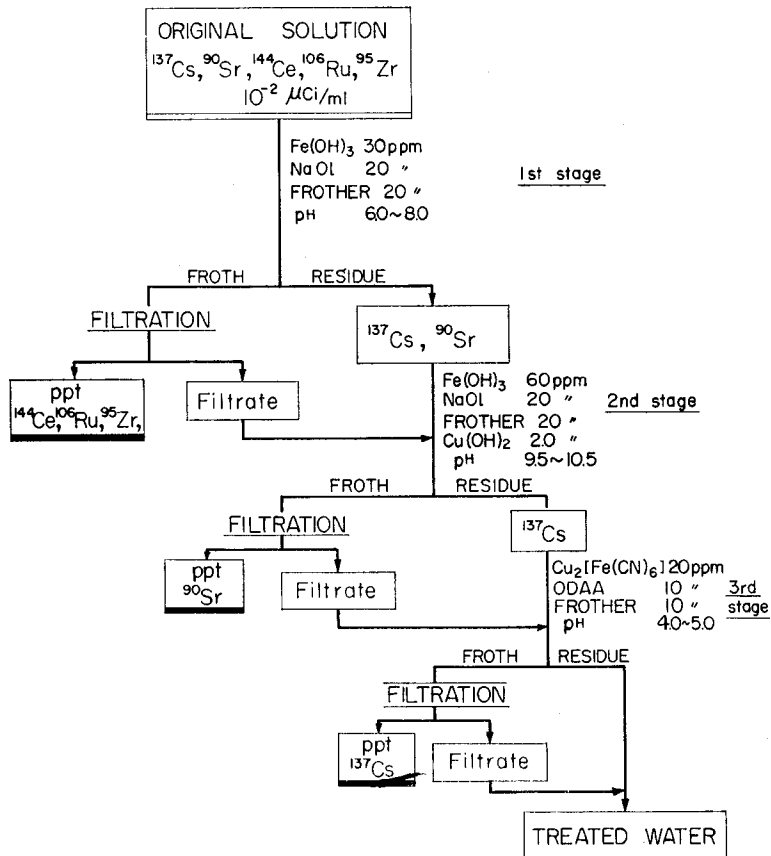 ORIGINAL SOLUTION
¹³⁷Cs, ⁹⁰Sr, ¹⁴⁴Ce, ¹⁰⁶Ru, ⁹⁵Zr
10⁻² μCi/ml
Fe(OH)₃ 30ppm
NaOl 20 〃
FROTHER 20 〃
pH 6.0~8.0
1st stage
FROTH RESIDUE
FILTRATION
¹³⁷Cs, ⁹⁰Sr
ppt
¹⁴⁴Ce, ¹⁰⁶Ru, ⁹⁵Zr,
Filtrate
Fe(OH)₃ 60ppm
NaOl 20 〃
FROTHER 20 〃
Cu(OH)₂ 2.0 〃
pH 9.5~10.5
2nd stage
FROTH RESIDUE
FILTRATION
¹³⁷Cs
ppt
⁹⁰Sr
Filtrate
Cu₂[Fe(CN)₆] 20ppm
ODAA 10 〃
FROTHER 10 〃
pH 4.0~5.0
3rd
stage
FROTH RESIDUE
FILTRATION
ppt
¹³⁷Cs
Filtrate
TREATED WATER